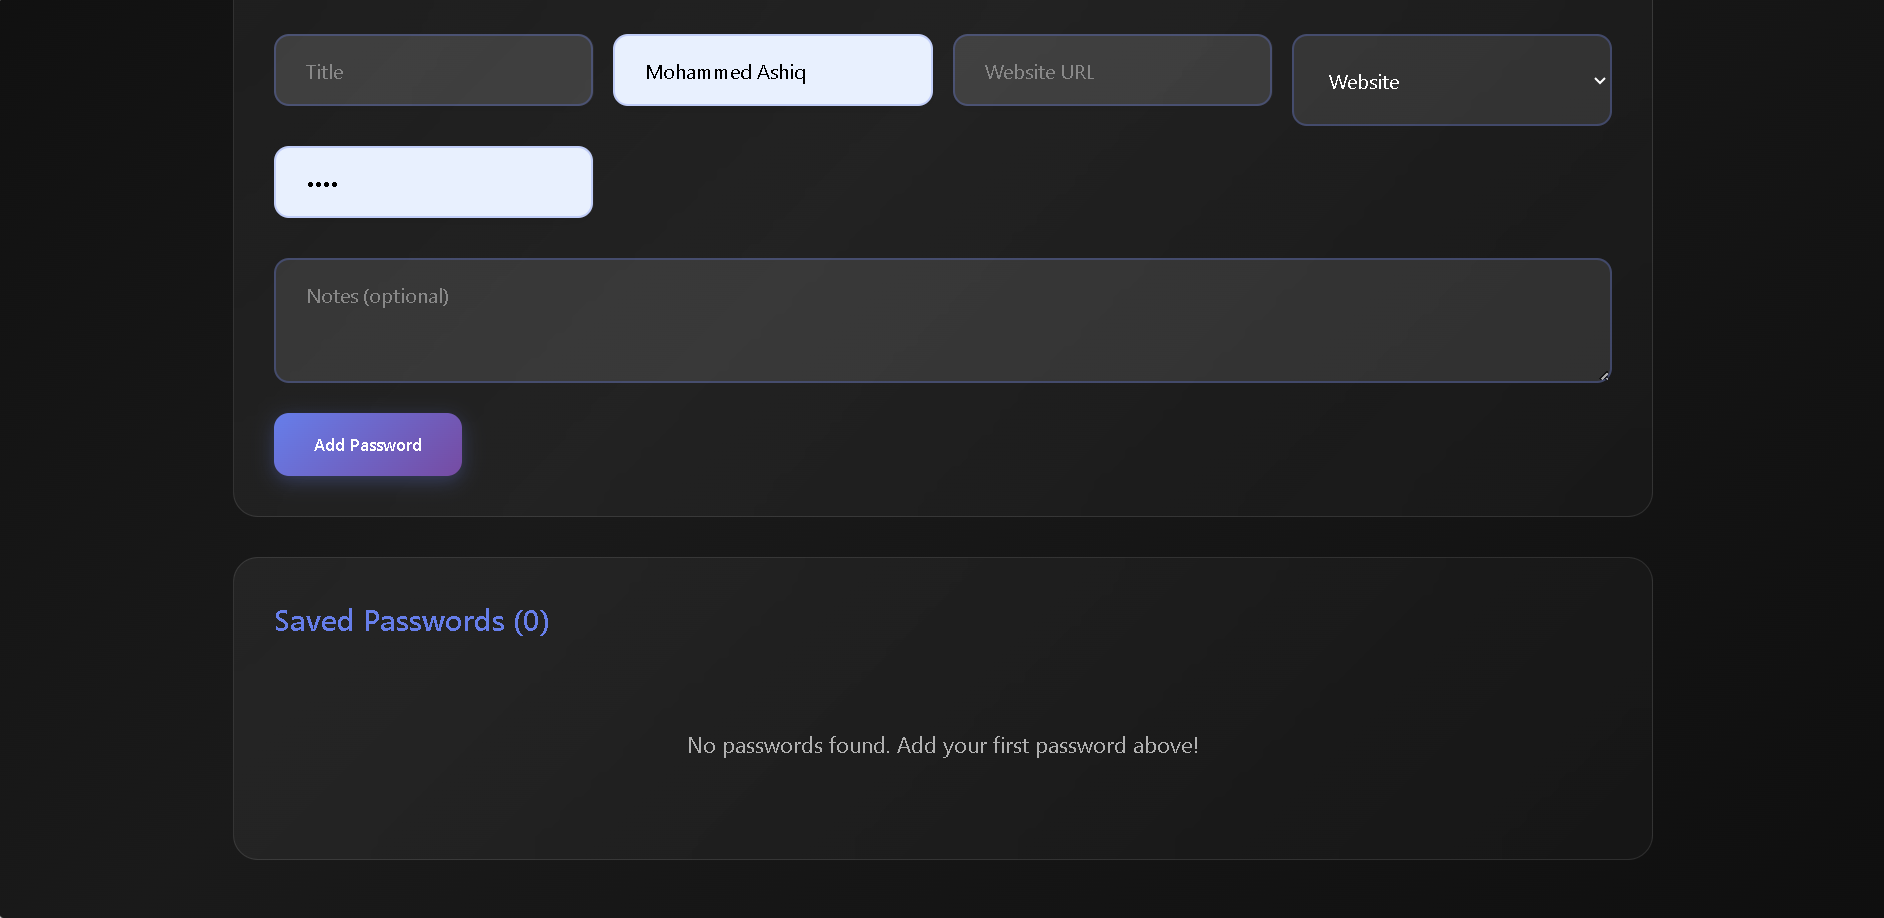 Title
Mohammed Ashiq
Website URL
Website
••••
Notes (optional)
Add Password
Saved Passwords (0)
No passwords found. Add your first password above!